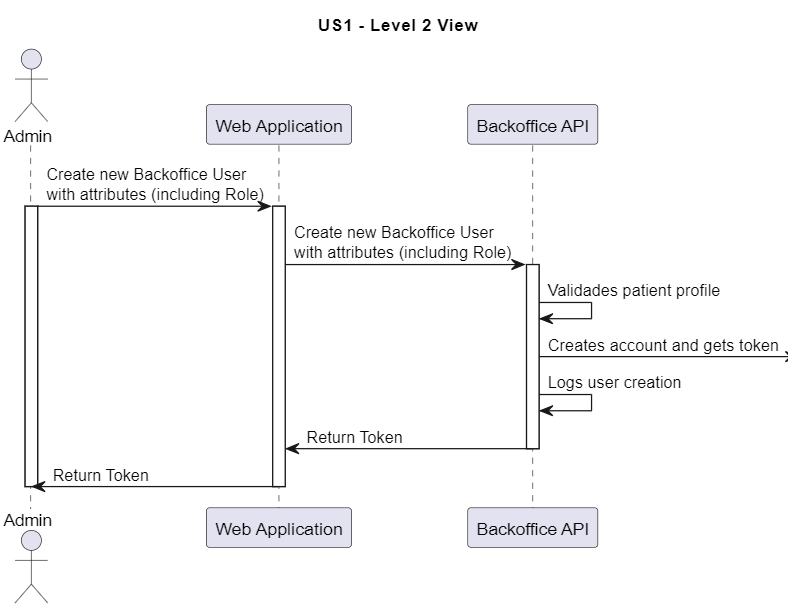 US1 - Level 2 View
Admin
Web Application
Backoffice API
Create new Backoffice User
with attributes (including Role)
Create new Backoffice User
with attributes (including Role)
Validades patient profile
Creates account and gets token
Logs user creation
Return Token
Return Token
Admin
Web Application
Backoffice API